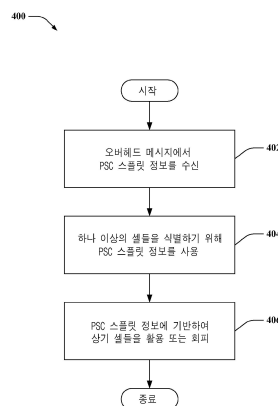 400
시작
오버헤드 메시지에서
PSC 스플릿 정보를 수신
402
하나 이상의 셀들을 식별하기 위해
PSC 스플릿 정보를 사용
404
PSC 스플릿 정보에 기반하여
상기 셀들을 활용 또는 회피
406
종료